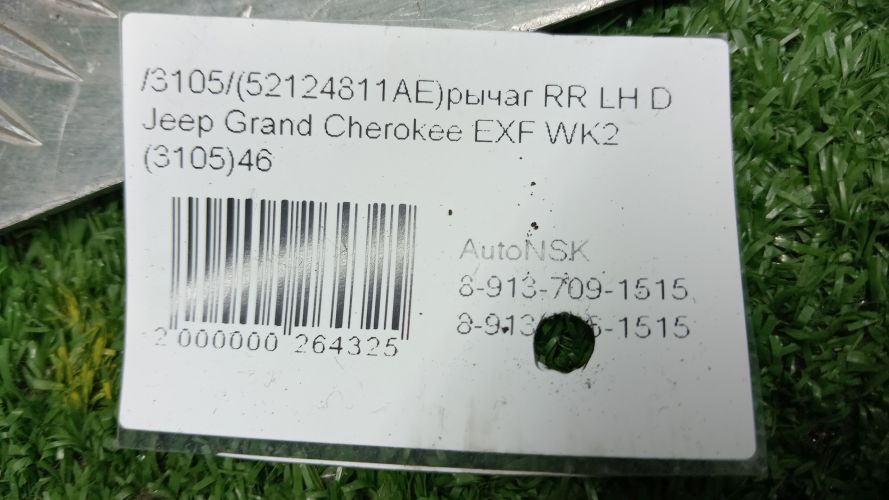 /3105/(52124811AE)рычаг RR LH D
Jeep Grand Cherokee EXF WK2
(3105)46
AutoNSK
8-913-709-1515
2 000000 264325